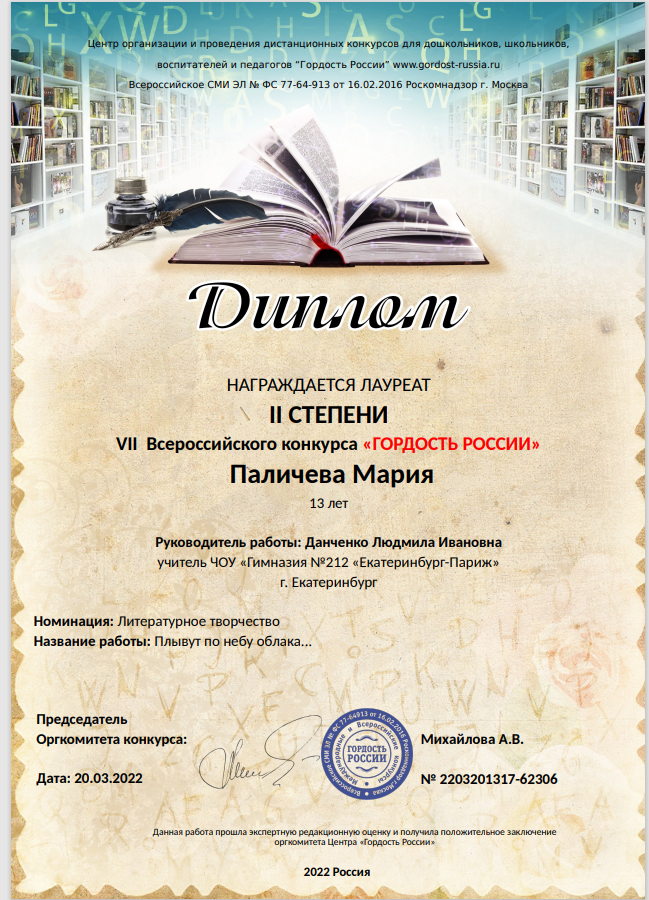 Центр организации и проведения дистанционных конкурсов для дошкольников, школьников,
воспитателей и педагогов “Гордость России” www.gordost-russia.ru
Всероссийское СМИ ЭЛ № ФС 77-64-913 от 16.02.2016 Роскомнадзор г. Москва
Диплом
НАГРАЖДАЕТСЯ ЛАУРЕАТ
II СТЕПЕНИ
VII Всероссийского конкурса «ГОРДОСТЬ РОССИИ»
Паличева Мария
13 лет
Руководитель работы: Данченко Людмила Ивановна
учитель ЧОУ «Гимназия №212 «Екатеринбург-Париж»
г. Екатеринбург
Номинация: Литературное творчество
Название работы: Плывут по небу облака...
Председатель
Оргкомитета конкурса:
Михайлова А.В.
Всероссийское СМИ ЭЛ № ФС 77-64913 от 16.02.2016 Роскомнадзор г.Москва
Международные и Всероссийские конкурсы
ГОРДОСТЬ
РОССИИ
Дата: 20.03.2022
№ 2203201317-62306
Данная работа прошла экспертную редакционную оценку и получила положительное заключение
оргкомитета Центра «Гордость России»
2022 Россия